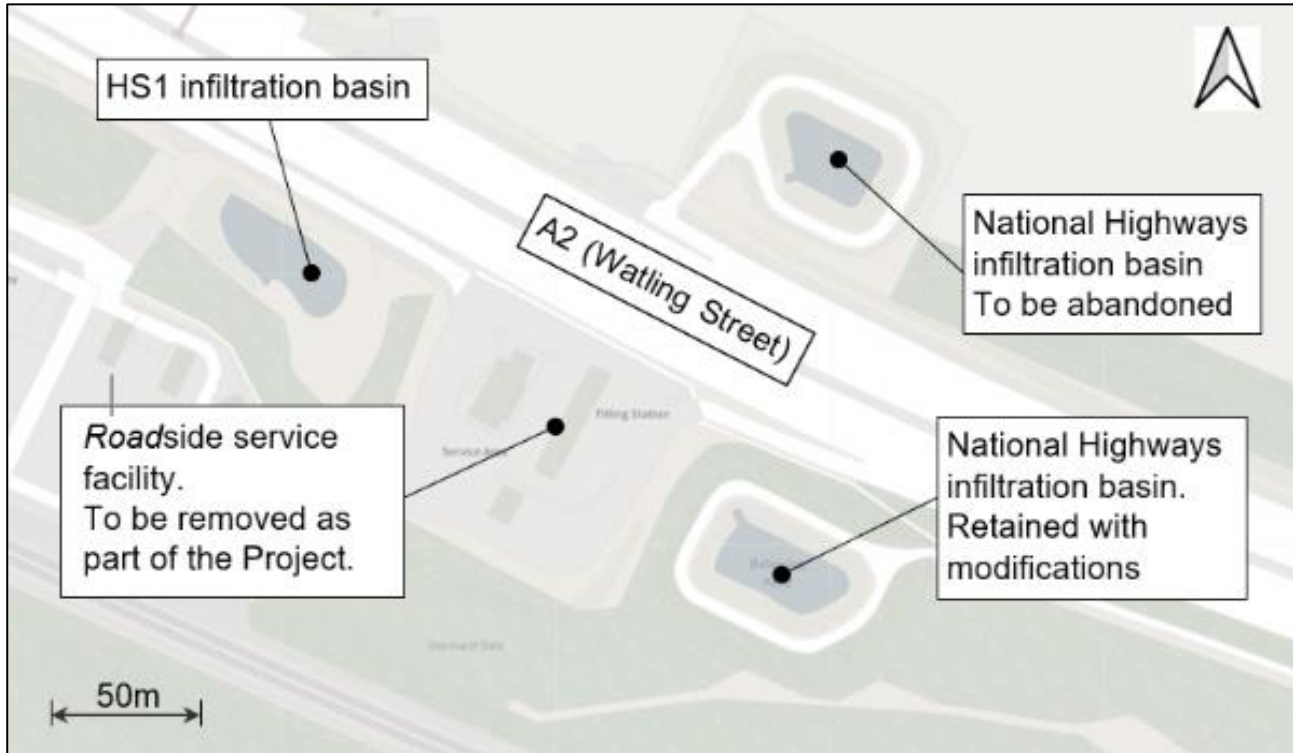 HS1 infiltration basin
A2 (Watling Street)
National Highways
infiltration basin
To be abandoned
Roadside service
facility.
To be removed as
part of the Project.
Filling Station
Service Area
National Highways
infiltration basin.
Retained with
modifications
50m